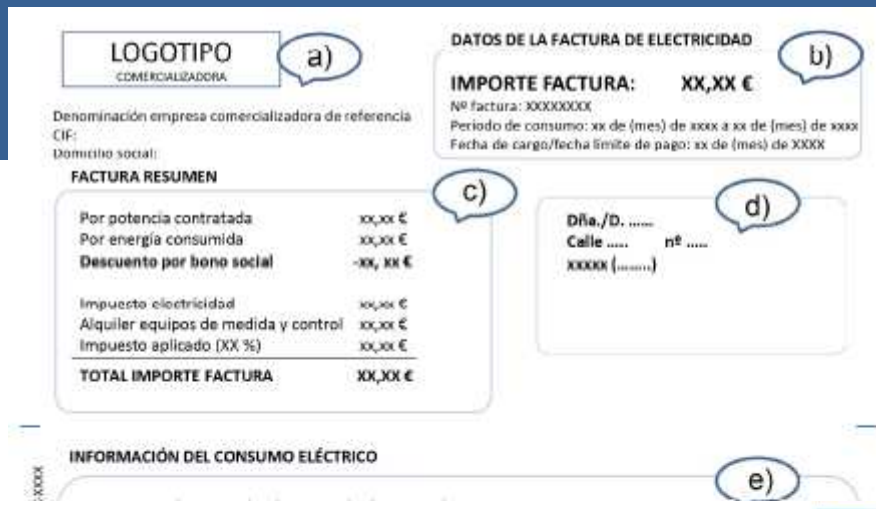 LOGOTIPO
COMERCIALIZADORA
a)
DATOS DE LA FACTURA DE ELECTRICIDAD
b)
IMPORTE FACTURA: XX,XX €
Nº factura: XXXXXXXX
Periodo de consumo: xx de (mes) de xxxx a xx de (mes) de xxxx
Fecha de cargo/fecha límite de pago: xx de (mes) de XXXX
Denominación empresa comercializadora de referencia
CIF:
Domicilio social:
FACTURA RESUMEN
c)
Por potencia contratada xx,xx €
Por energía consumida xx,xx €
Descuento por bono social -xx, xx €
Impuesto electricidad xx,xx €
Alquiler equipos de medida y control xx,xx €
Impuesto aplicado (XX %) xx,xx €
TOTAL IMPORTE FACTURA XX,XX €
d)
Dña./D. ......
Calle ..... nº .....
xxxxx (........)
INFORMACIÓN DEL CONSUMO ELÉCTRICO
e)